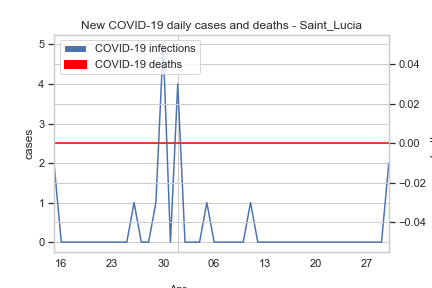 New COVID-19 daily cases and deaths - Saint_Lucia
COVID-19 infections
COVID-19 deaths
cases
5
4
3
2
1
0
0.04
0.02
0.00
−0.02
−0.04
16 23 30 06 13 20 27